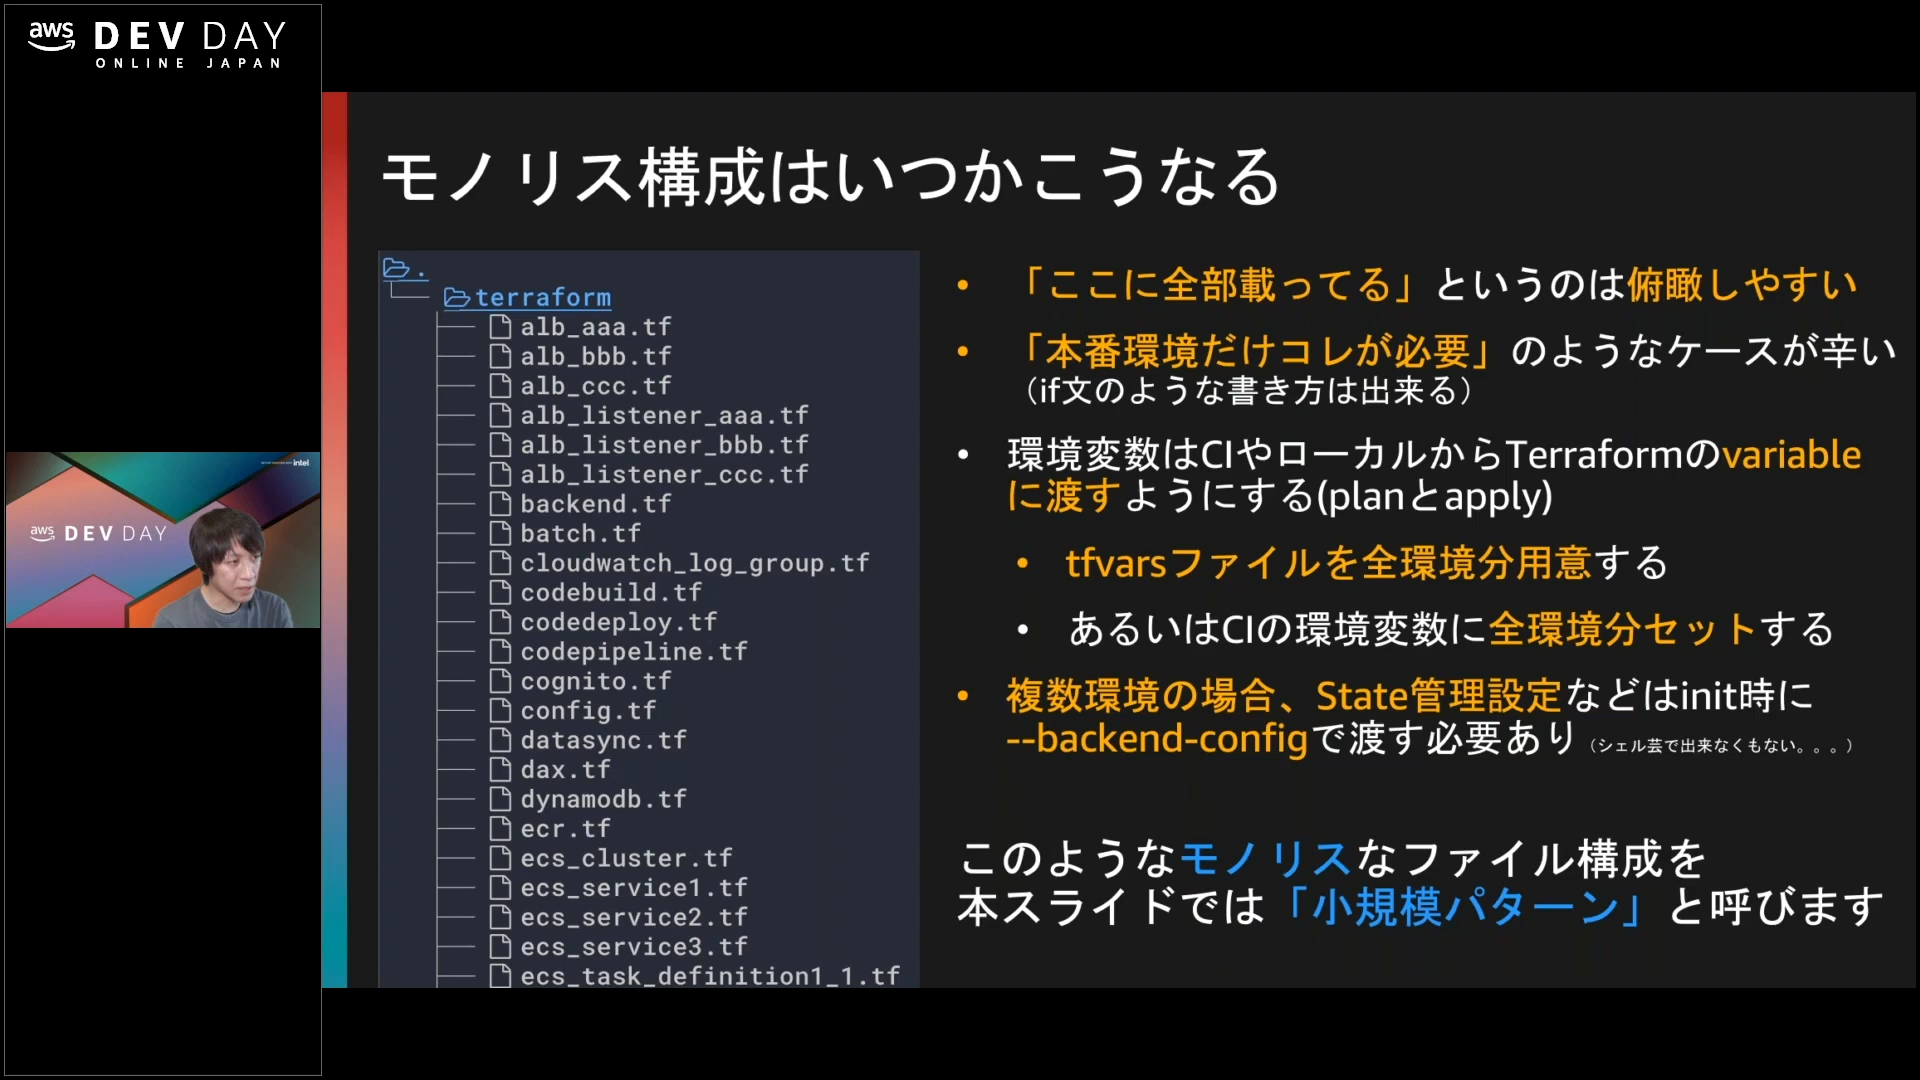 aws DEV DAY
ONLINE JAPAN
モノリス構成はいつかこうなる
.
terraform
alb_aaa.tf
alb_bbb.tf
alb_ccc.tf
alb_listener_aaa.tf
alb_listener_bbb.tf
alb_listener_ccc.tf
backend.tf
batch.tf
cloudwatch_log_group.tf
codebuild.tf
codedeploy.tf
codepipeline.tf
cognito.tf
config.tf
datasync.tf
dax.tf
dynamodb.tf
ecr.tf
ecs_cluster.tf
ecs_service1.tf
ecs_service2.tf
ecs_service3.tf
ecs_task_definition1_1.tf
• 「ここに全部載ってる」というのは俯瞰しやすい
• 「本番環境だけコレが必要」のようなケースが辛い
（if文のような書き方は出来る）
• 環境変数はCIやローカルからTerraformのvariable
に渡すようにする(planとapply)
• tfvarsファイルを全環境分用意する
• あるいはCIの環境変数に全環境分セットする
• 複数環境の場合、State管理設定などはinit時に
--backend-configで渡す必要あり（シェル芸で出来なくもない。。。）
このようなモノリスなファイル構成を
本スライドでは「小規模パターン」と呼びます
intel
aws DEV DAY